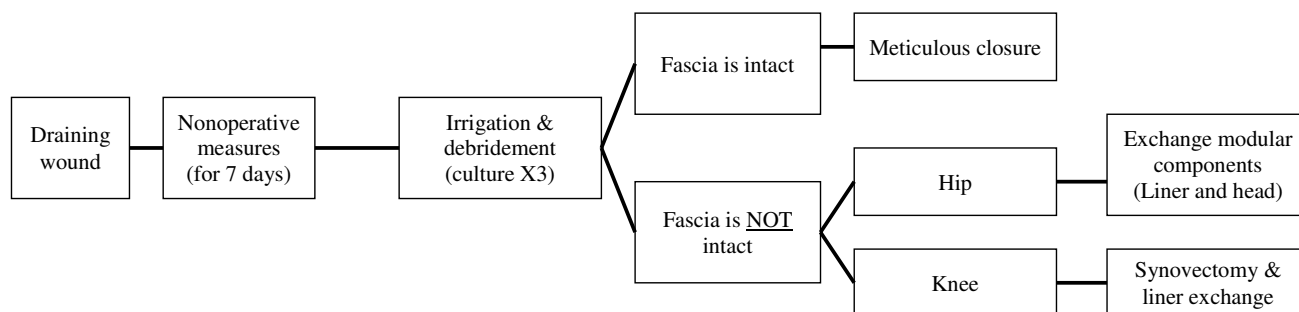 Draining
wound
Nonoperative
measures
(for 7 days)
Irrigation &
debridement
(culture X3)
Fascia is intact
Meticulous closure
Fascia is NOT
intact
Hip
Exchange modular
components
(Liner and head)
Knee
Synovectomy &
liner exchange